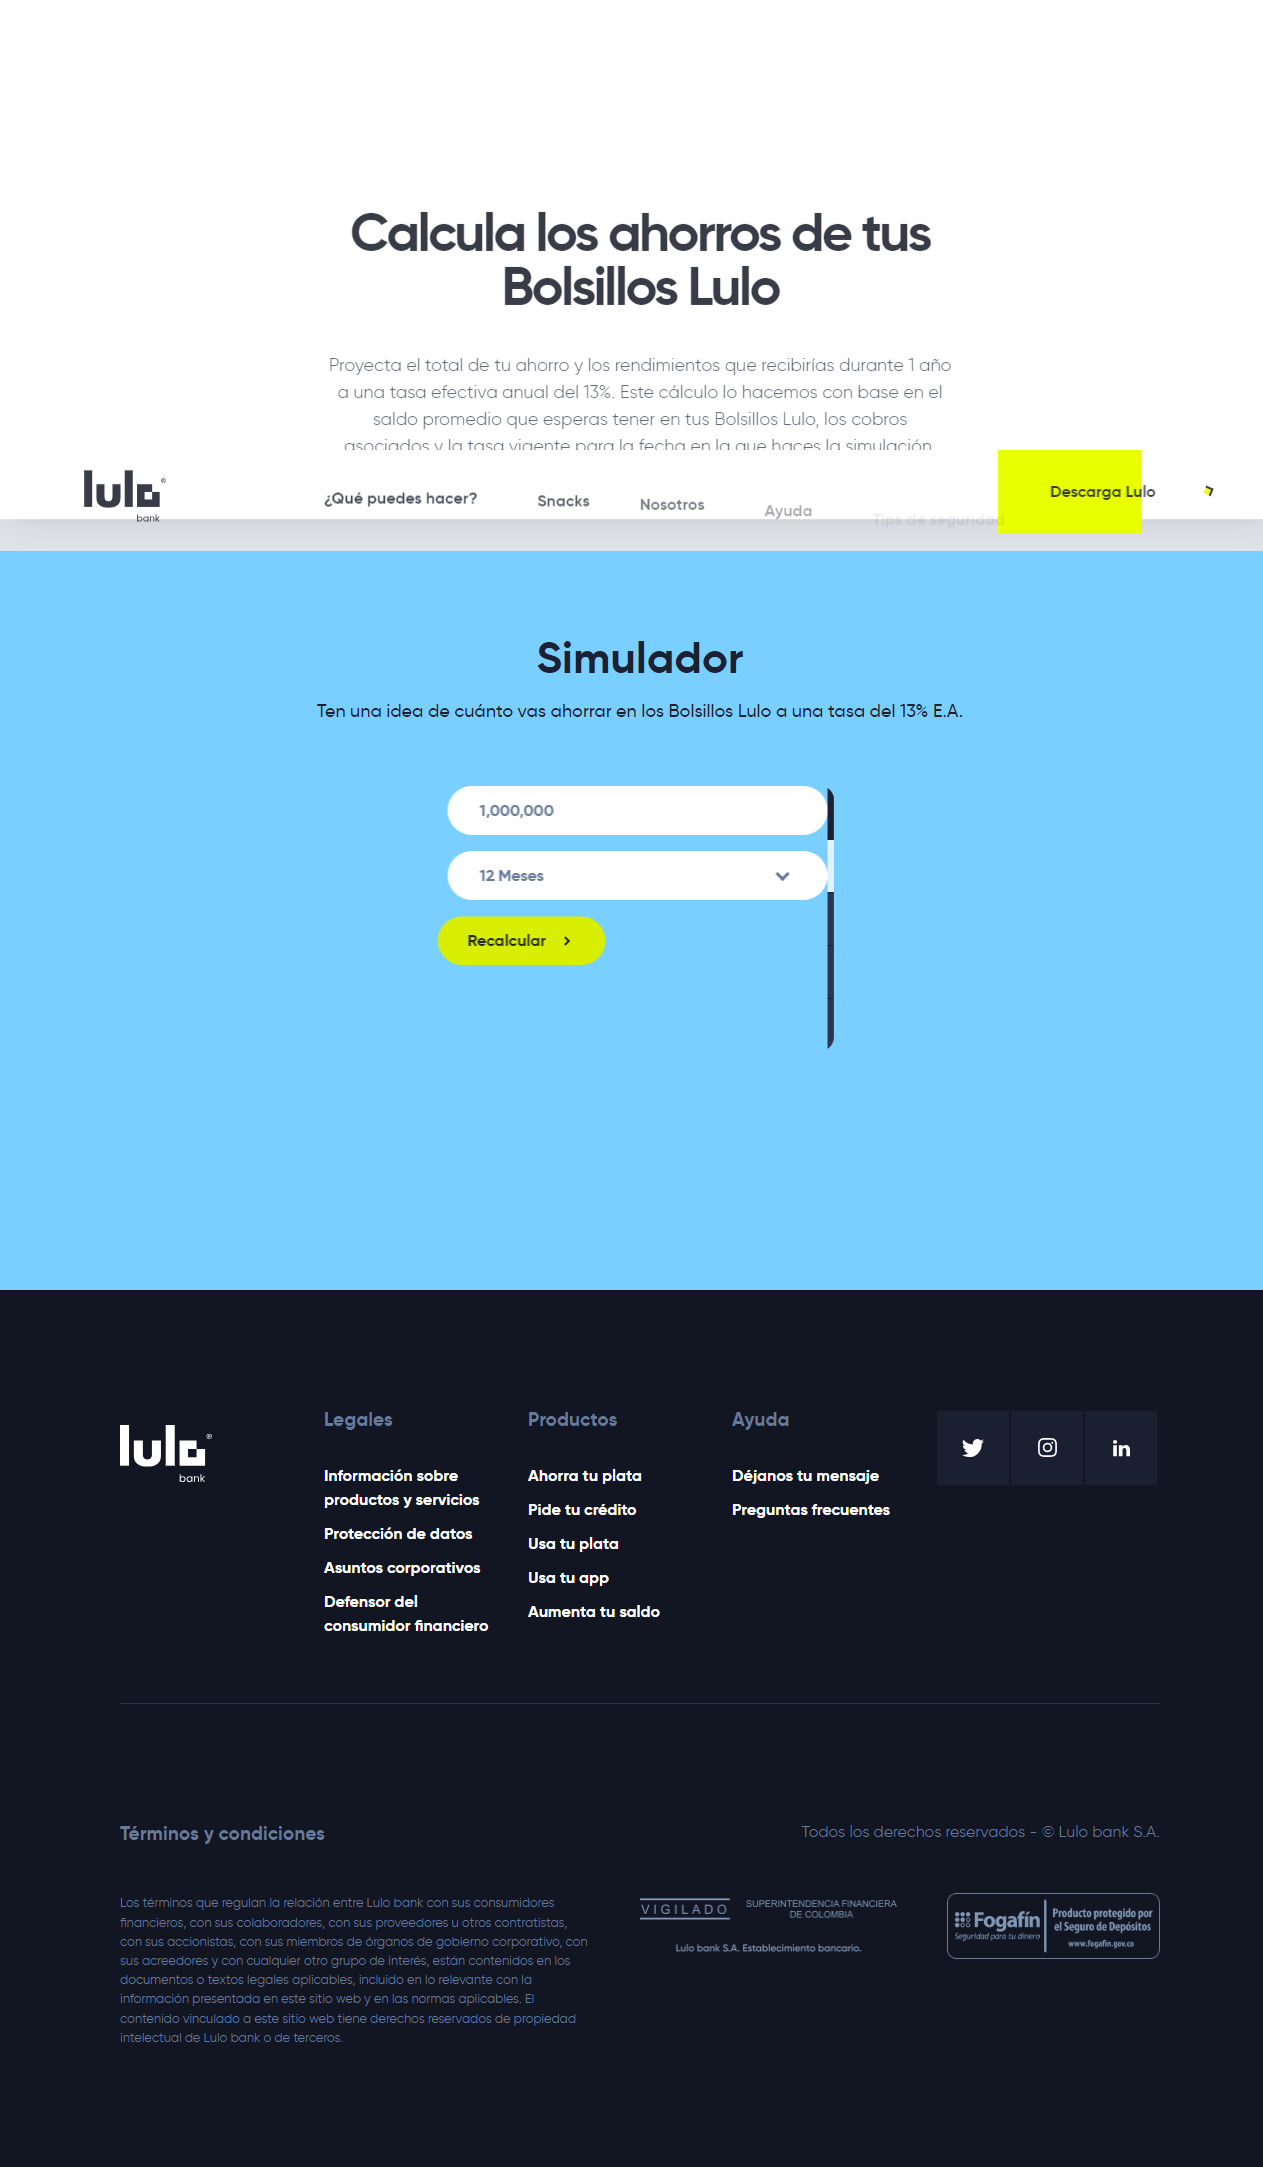 Calcula los ahorros de tus
Bolsillos Lulo
Proyecta el total de tu ahorro y los rendimientos que recibirías durante 1 año
a una tasa efectiva anual del 13%. Este cálculo lo hacemos con base en el
saldo promedio que esperas tener en tus Bolsillos Lulo, los cobros
asociados y la tasa vigente para la fecha en la que haces la simulación.
lulo®
bank
¿Qué puedes hacer?
Snacks
Nosotros
Ayuda
Tips de seguridad
Descarga Lulo
Simulador
Ten una idea de cuánto vas ahorrar en los Bolsillos Lulo a una tasa del 13% E.A.
1,000,000
12 Meses
Recalcular
lulo®
bank
Legales
Información sobre
productos y servicios
Protección de datos
Asuntos corporativos
Defensor del
consumidor financiero
Productos
Ahorra tu plata
Pide tu crédito
Usa tu plata
Usa tu app
Aumenta tu saldo
Ayuda
Déjanos tu mensaje
Preguntas frecuentes
in
Términos y condiciones
Todos los derechos reservados - © Lulo bank S.A.
Los términos que regulan la relación entre Lulo bank con sus consumidores
financieros, con sus colaboradores, con sus proveedores u otros contratistas,
con sus accionistas, con sus miembros de órganos de gobierno corporativo, con
sus acreedores y con cualquier otro grupo de interés, están contenidos en los
documentos o textos legales aplicables, incluido en lo relevante con la
información presentada en este sitio web y en las normas aplicables. El
contenido vinculado a este sitio web tiene derechos reservados de propiedad
intelectual de Lulo bank o de terceros.
VIGILADO
SUPERINTENDENCIA FINANCIERA
DE COLOMBIA
Lulo bank S.A. Establecimiento bancario.
Fogafín
Seguridad para tu dinero
Producto protegido por
el Seguro de Depósitos
www.fogafin.gov.co